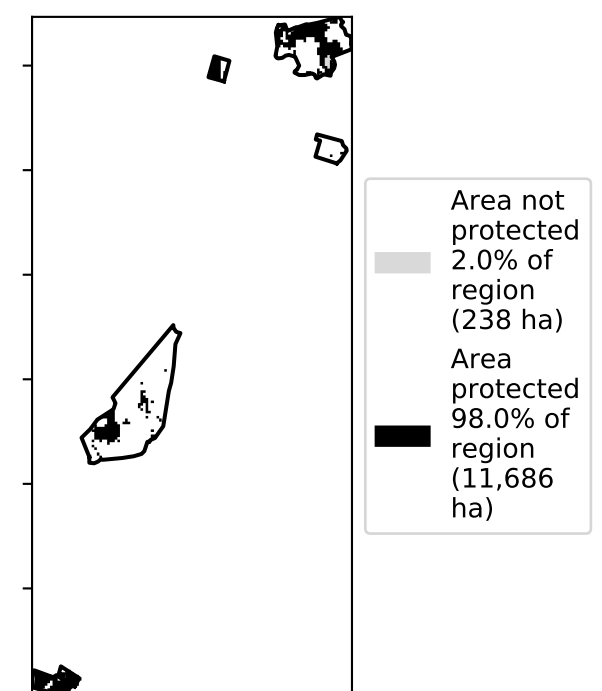 Area not
protected
2.0% of
region
(238 ha)
Area
protected
98.0% of
region
(11,686
ha)